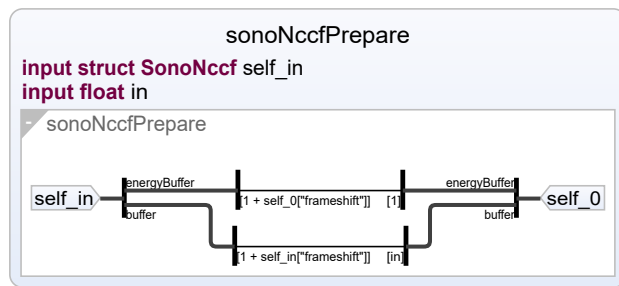 sonoNccfPrepare
input struct SonoNccf self_in
input float in
- sonoNccfPrepare
energyBuffer energyBuffer
self_in [1 + self_0["frameshift"]] [1] self_0
buffer buffer
[1 + self_in["frameshift"]] [in]